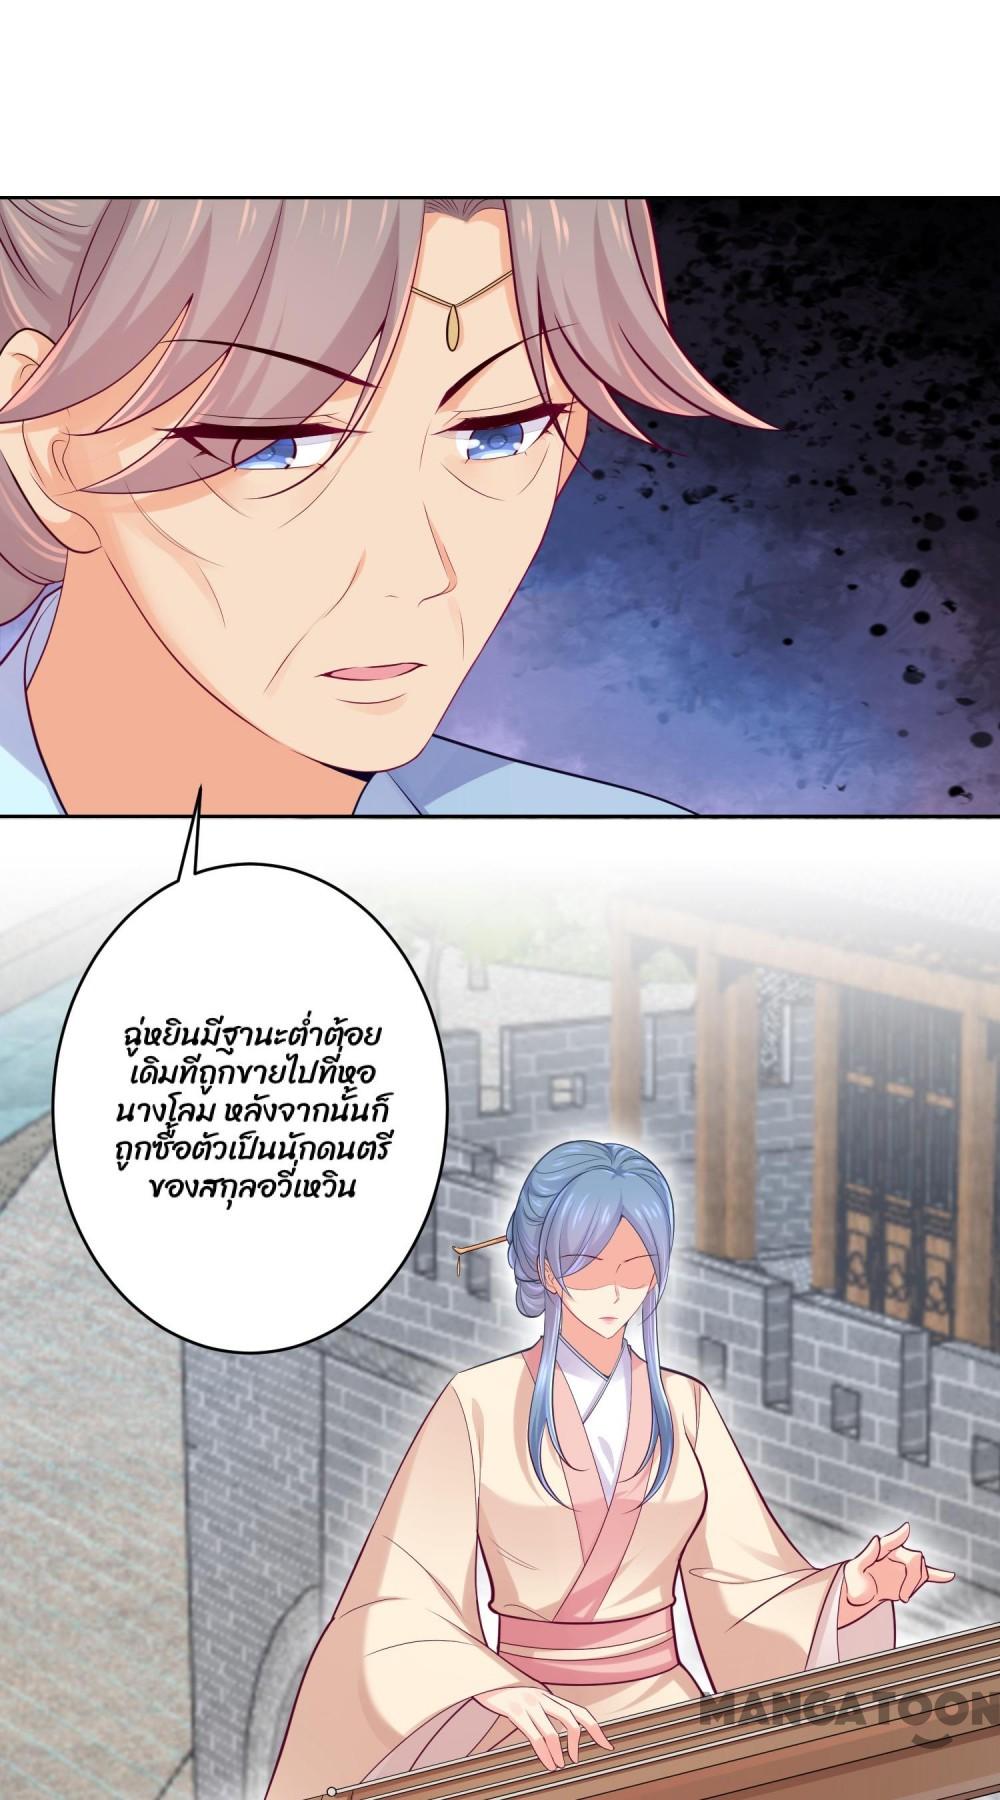 ฉู่หยินมีฐานะต่ำต้อย
เดิมทีถูกขายไปที่หอ
นางโลม หลังจากนั้นก็
ถูกซื้อตัวเป็นนักดนตรี
ของสกุลอวี่เหวิน
MANGATOON